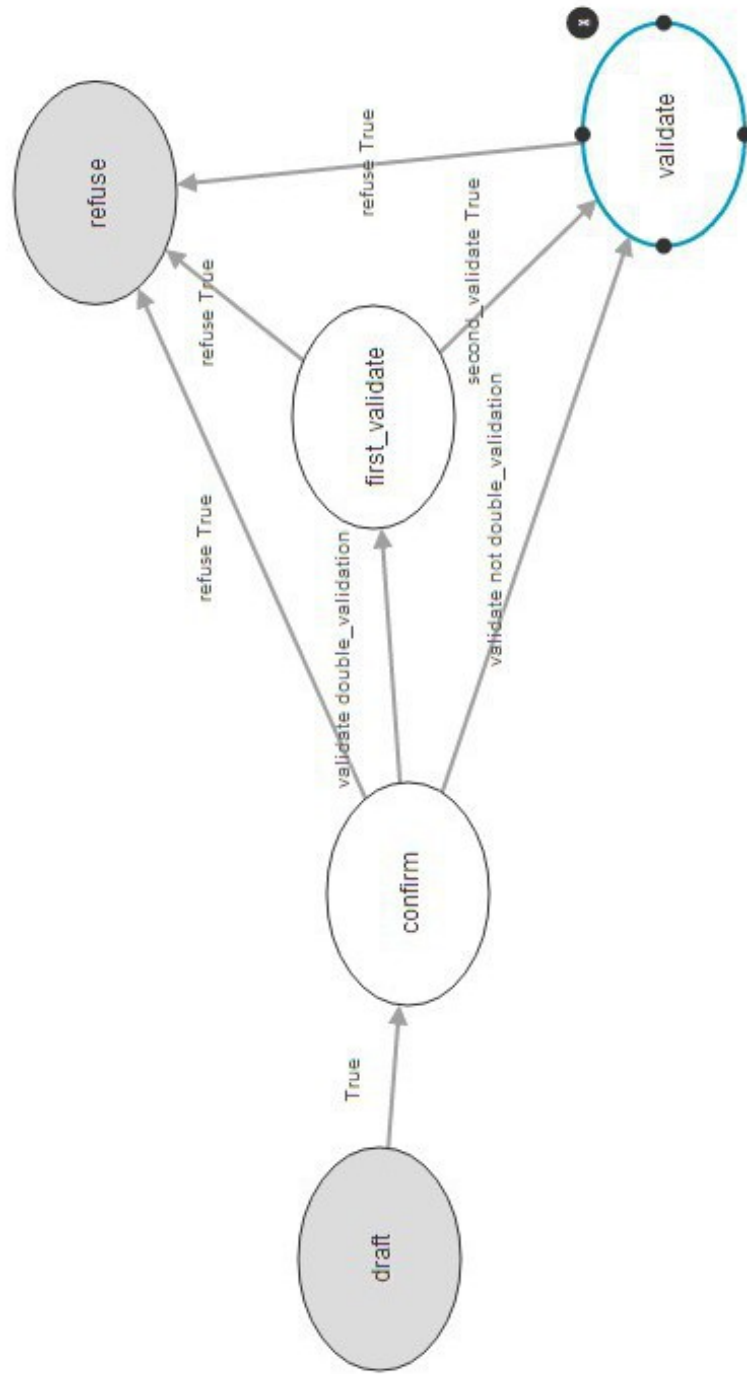 draft
True
confirm
refuse True
validate double_validation
validate not double_validation
first_validate
refuse True
second_validate True
refuse
refuse True
validate